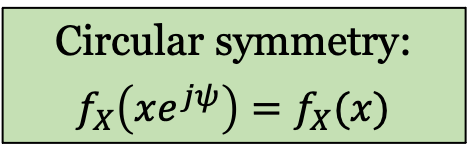 Circular symmetry:
f_X(xe^{jψ}) = f_X(x)